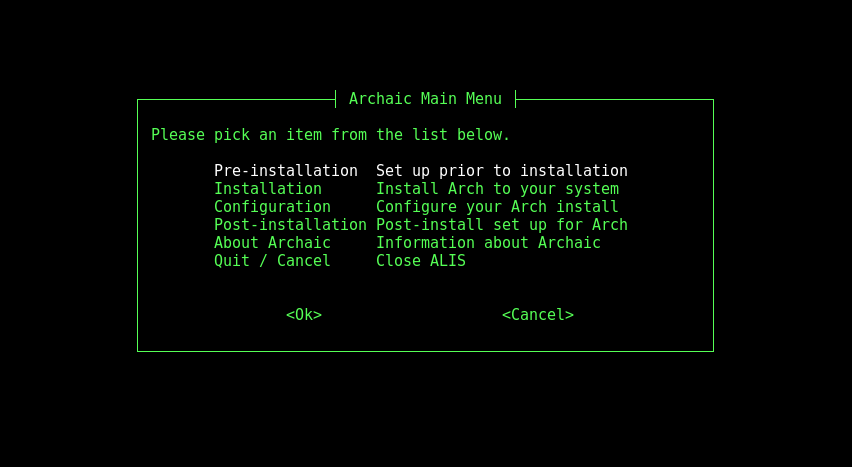 Archaic Main Menu
Please pick an item from the list below.
Pre-installation Set up prior to installation
Installation Install Arch to your system
Configuration Configure your Arch install
Post-installation Post-install set up for Arch
About Archaic Information about Archaic
Quit / Cancel Close ALIS
<Ok> <Cancel>